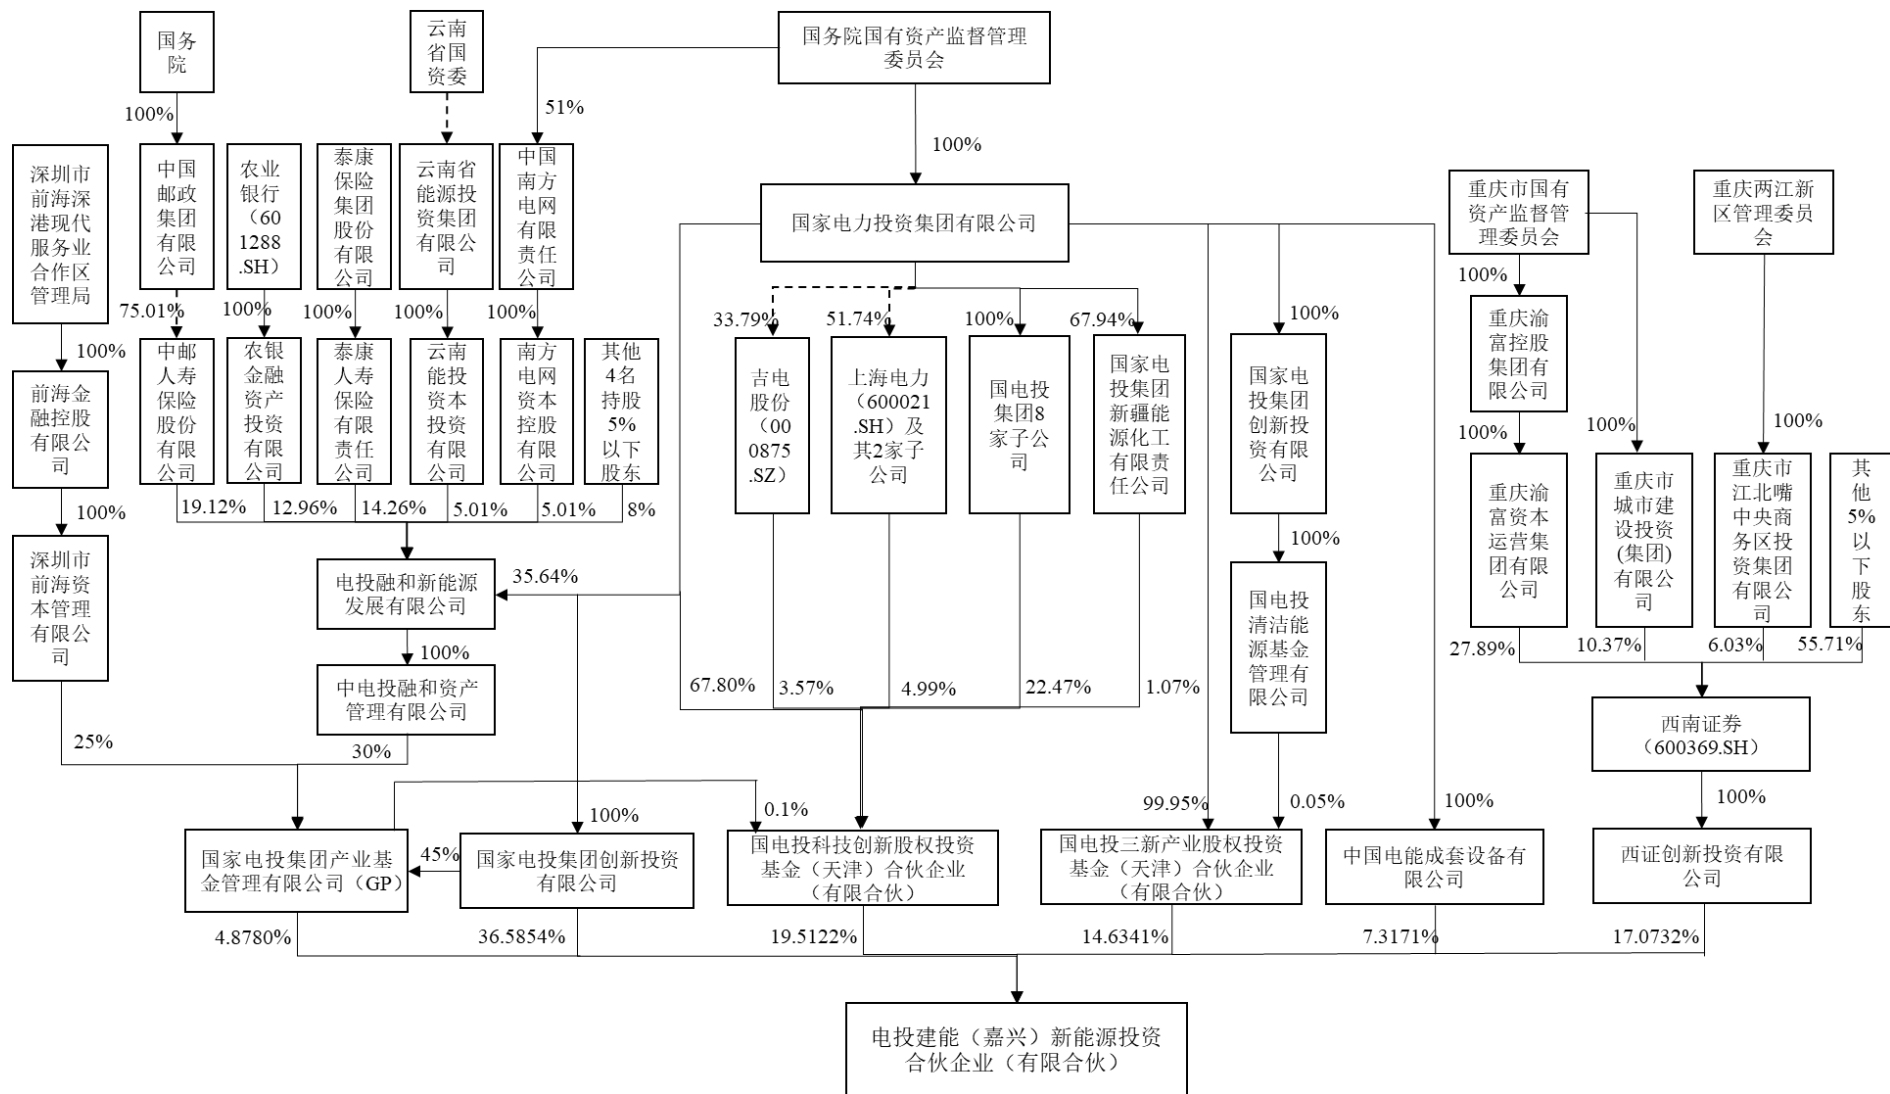 国务
院
云南
省国
资委
国务院国有资产监督管理
委员会
100%
51%
100%
深圳市
前海深
港现代
服务业
合作区
管理局
中国
邮政
集团
有限
公司
农业
银行
（60
1288
.SH）
泰康
保险
集团
股份
有限
公司
云南省
能源投
资集团
有限公
司
中国
南方
电网
有限
责任
公司
国家电力投资集团有限公司
重庆市国有
资产监督管
理委员会
重庆两江新
区管理委员
会
75.01%
100%
100%
100%
100%
33.79%
51.74%
100%
67.94%
100%
100%
重庆渝
富控股
集团有
限公司
100%
中邮
人寿
保险
股份
有限
公司
农银
金融
资产
投资
有限
公司
泰康
人寿
保险
有限
责任
公司
云南
能投
资本
投资
有限
公司
南方
电网
资本
控股
有限
公司
其他
4名
持股
5%
以下
股东
吉电
股份
（00
0875
.SZ）
上海电力
（600021
.SH）及
其2家子
公司
国电投
集团8
家子公
司
国家电
投集团
新疆能
源化工
有限责
任公司
国家电
投集团
创新投
资有限
公司
前海金
融控股
有限公
司
100%
100%
100%
重庆渝
富资本
运营集
团有限
公司
重庆市
城市建
设投资
(集团)
有限公
司
重庆市
江北嘴
中央商
务区投
资集团
有限公
司
其
他
5%
以
下
股
东
100%
19.12%
12.96%
14.26%
5.01%
5.01%
8%
100%
深圳市
前海资
本管理
有限公
司
电投融和新能源
发展有限公司
35.64%
国电投
清洁能
源基金
管理有
限公司
27.89%
10.37%
6.03%
55.71%
100%
中电投融和资产
管理有限公司
67.80%
3.57%
4.99%
22.47%
1.07%
西南证券
（600369.SH）
25%
30%
0.1%
100%
99.95%
0.05%
100%
100%
国家电投集团产业基
金管理有限公司（GP）
45%
国家电投集团创新投资
有限公司
国电投科技创新股权投资
基金（天津）合伙企业
（有限合伙）
国电投三新产业股权投资
基金（天津）合伙企业
（有限合伙）
中国电能成套设备有
限公司
西证创新投资有限
公司
4.8780%
36.5854%
19.5122%
14.6341%
7.3171%
17.0732%
电投建能（嘉兴）新能源投资
合伙企业（有限合伙）